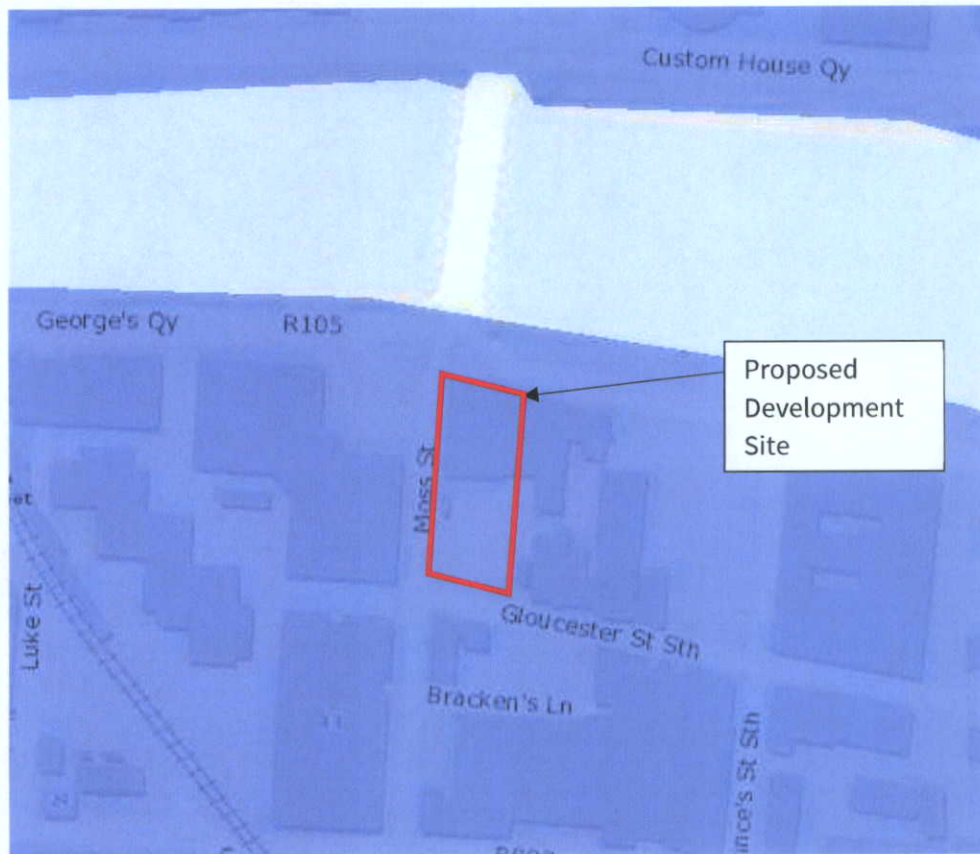 Custom House Qy
George's Qy
R105
Proposed
Development
Site
Moss St
Luke St
Gloucester St Sth
Bracken's Ln